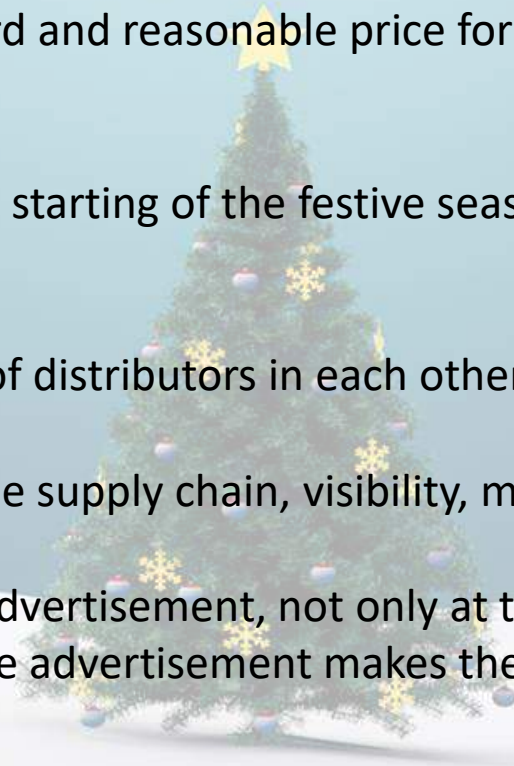 rd and reasonable price for
starting of the festive seas
of distributors in each other
e supply chain, visibility, m
dvertisement, not only at t
e advertisement makes the